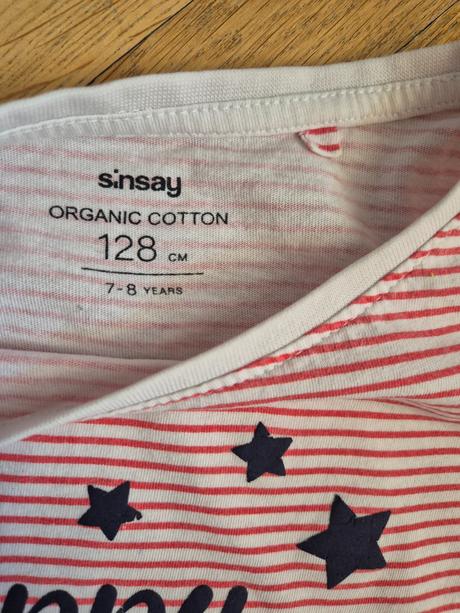 sinsay
ORGANIC COTTON
128 CM
7-8 YEARS